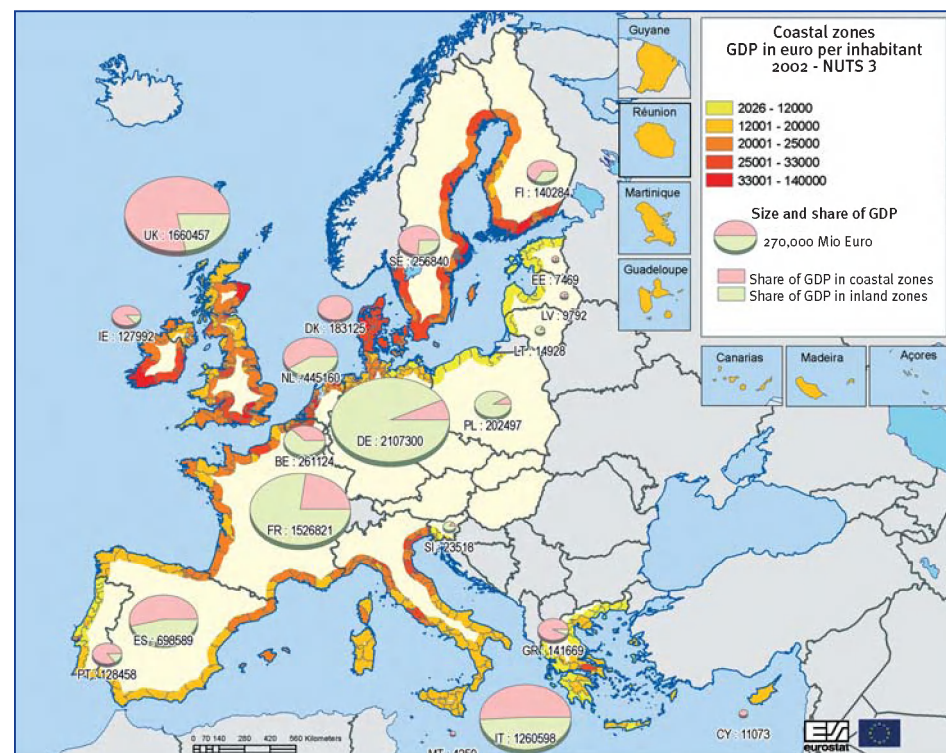 Coastal zones
GDP in euro per inhabitant
2002 - NUTS 3
2026 - 12000
12001 - 20000
20001 - 25000
25001 - 33000
33001 - 140000
Size and share of GDP
270,000 Mio Euro
Share of GDP in coastal zones
Share of GDP in inland zones
Guyane
Réunion
Martinique
Guadeloupe
Canarias
Madeira
Açores
FI : 140284
UK : 1660457
SE : 256840
EE : 7469
LV : 9792
IE : 127992
DK : 183125
LT : 14928
NL : 445160
PL : 202497
DE : 2107300
BE : 261124
FR : 1526821
SI : 23518
ES : 698589
GR : 141669
PT : 128458
IT : 1260598
CY : 11073
0 70 140 280 420 560 Kilometers
eurostat